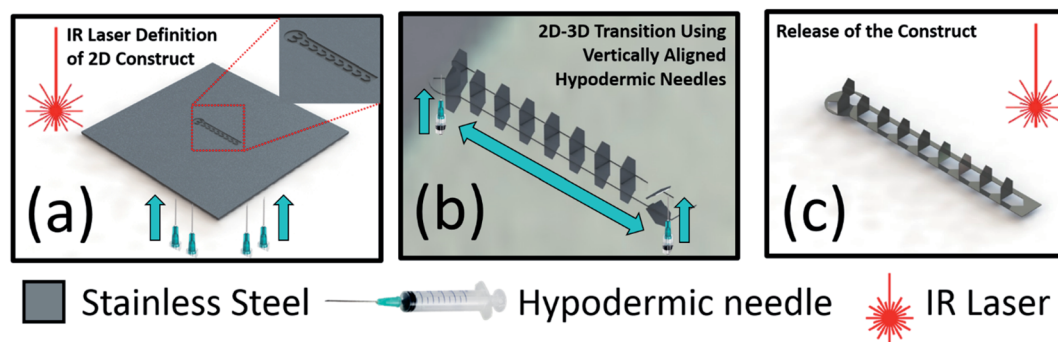 IR Laser Definition
of 2D Construct
(a)
2D-3D Transition Using
Vertically Aligned
Hypodermic Needles
(b)
Release of the Construct
(c)
Stainless Steel
Hypodermic needle
IR Laser